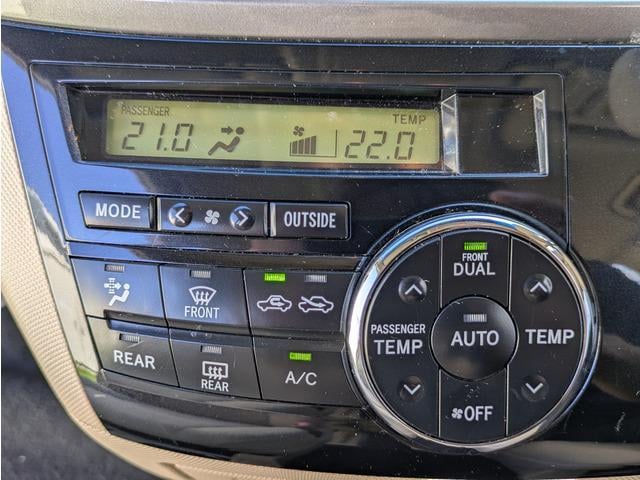 PASSENGER TEMP
21.0 22.0
MODE OUTSIDE
FRONT
REAR REAR A/C
FRONT
DUAL
PASSENGER
TEMP
AUTO
TEMP
OFF